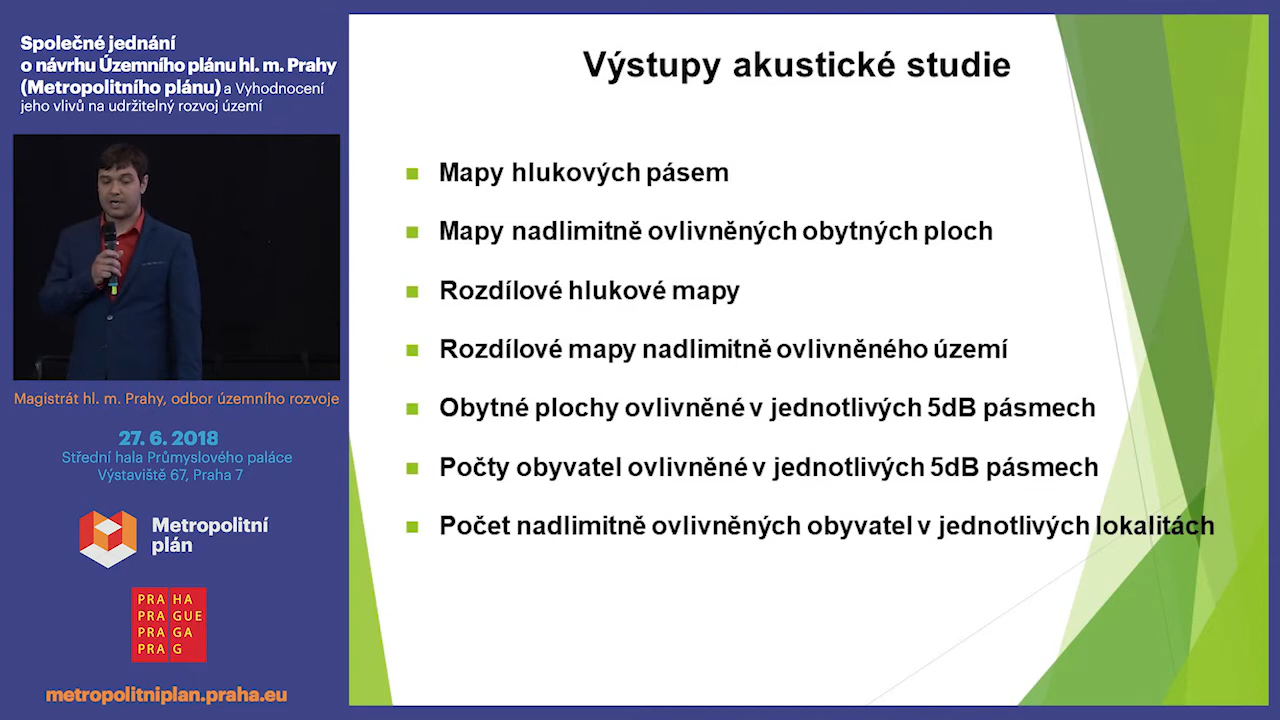 Společné jednání
o návrhu Územního plánu hl. m. Prahy
(Metropolitního plánu) a Vyhodnocení
jeho vlivů na udržitelný rozvoj území
Magistrát hl. m. Prahy, odbor územního rozvoje
27. 6. 2018
Střední hala Průmyslového paláce
Výstaviště 67, Praha 7
Metropolitní
plán
PRA HA
PRA GUE
PRA GA
PRA G
metropolitniplan.praha.eu
Výstupy akustické studie
Mapy hlukových pásem
Mapy nadlimitně ovlivněných obytných ploch
Rozdílové hlukové mapy
Rozdílové mapy nadlimitně ovlivněného území
Obytné plochy ovlivněné v jednotlivých 5dB pásmech
Počty obyvatel ovlivněné v jednotlivých 5dB pásmech
Počet nadlimitně ovlivněných obyvatel v jednotlivých lokalitách